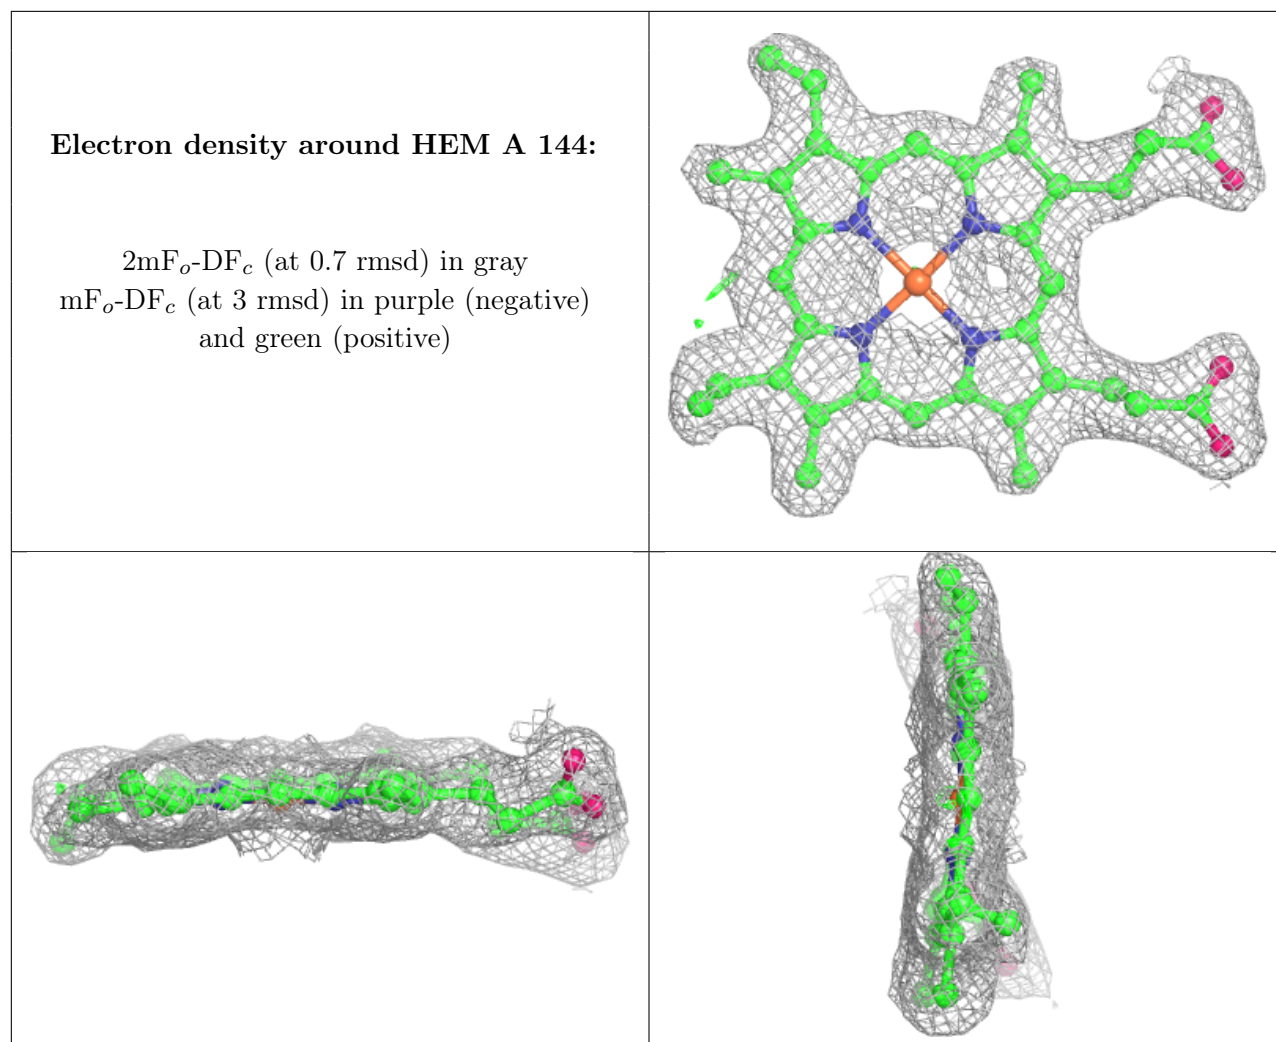 Electron density around HEM A 144:
2mFo-DFc (at 0.7 rmsd) in gray
mFo-DFc (at 3 rmsd) in purple (negative)
and green (positive)